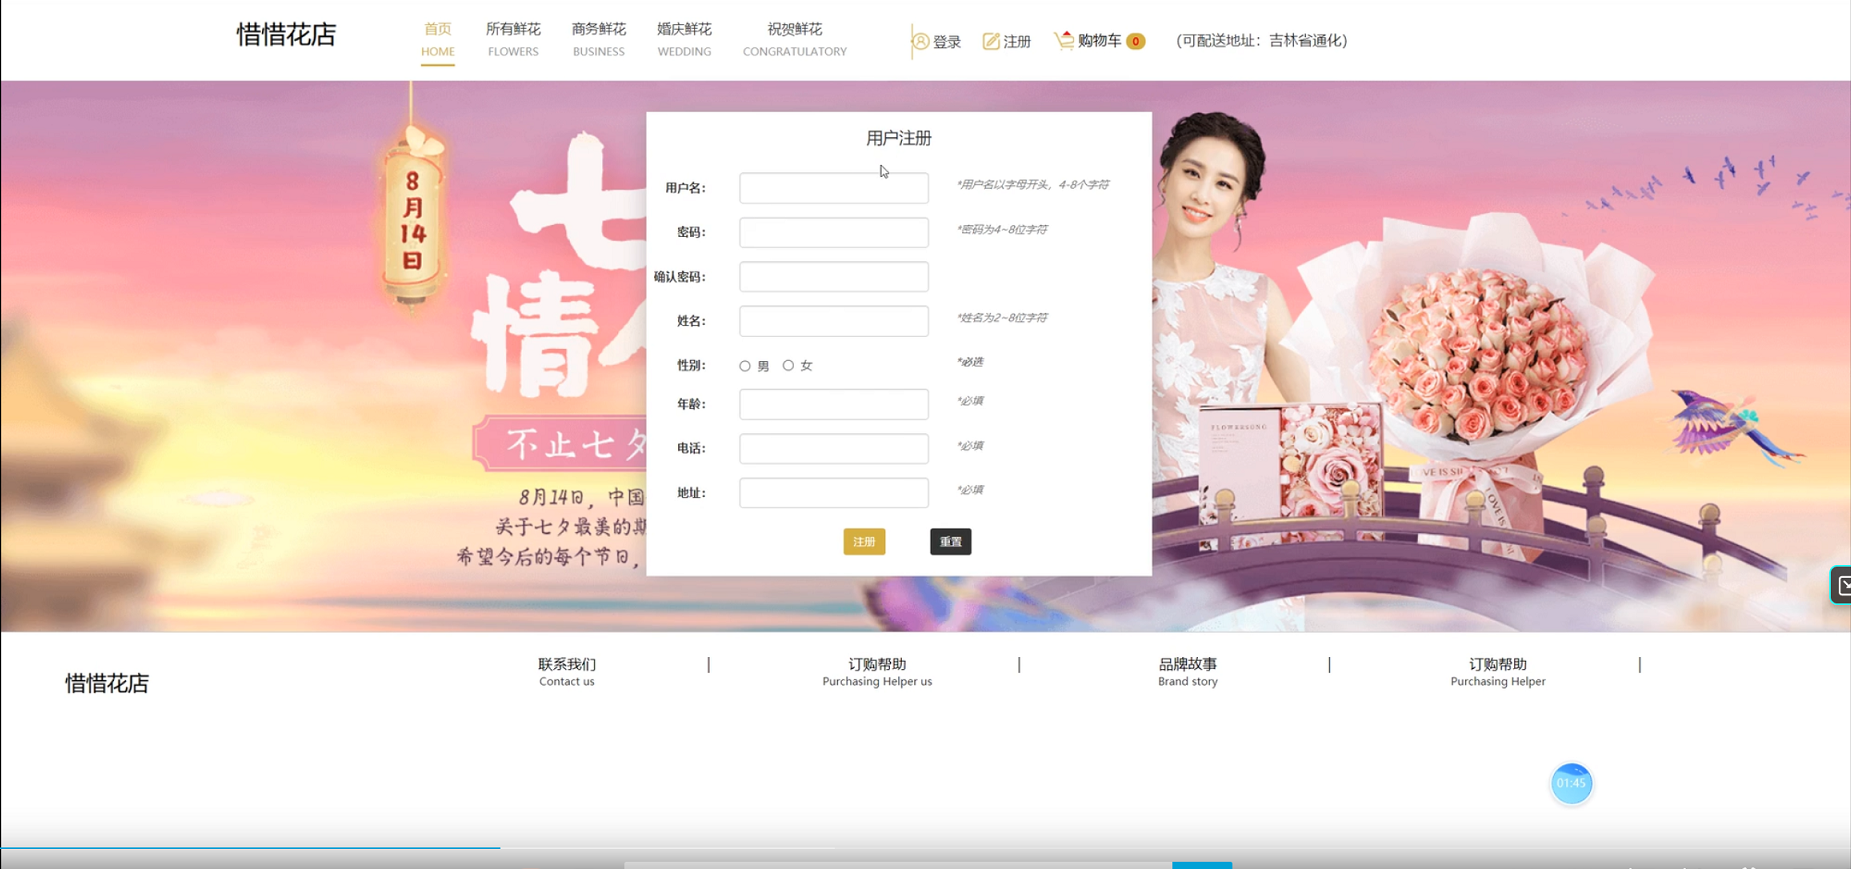 惜惜花店
首页
HOME
所有鲜花
FLOWERS
商务鲜花
BUSINESS
婚庆鲜花
WEDDING
祝贺鲜花
CONGRATULATORY
登录
注册
购物车 0
(可配送地址：吉林省通化)
8月14日
七
情
不止七夕
8月14日，中国
关于七夕最美的
希望今后的每个节日，
用户注册
用户名：
*用户名以字母开头，4-8个字符
密码：
*密码为4~8位字符
确认密码：
姓名：
*姓名为2~8位字符
性别：
男 女
*必选
年龄：
*必填
电话：
*必填
地址：
*必填
注册
重置
FLOWERSONG
惜惜花店
联系我们
Contact us
|
订购帮助
Purchasing Helper us
|
品牌故事
Brand story
|
订购帮助
Purchasing Helper
|
01:45